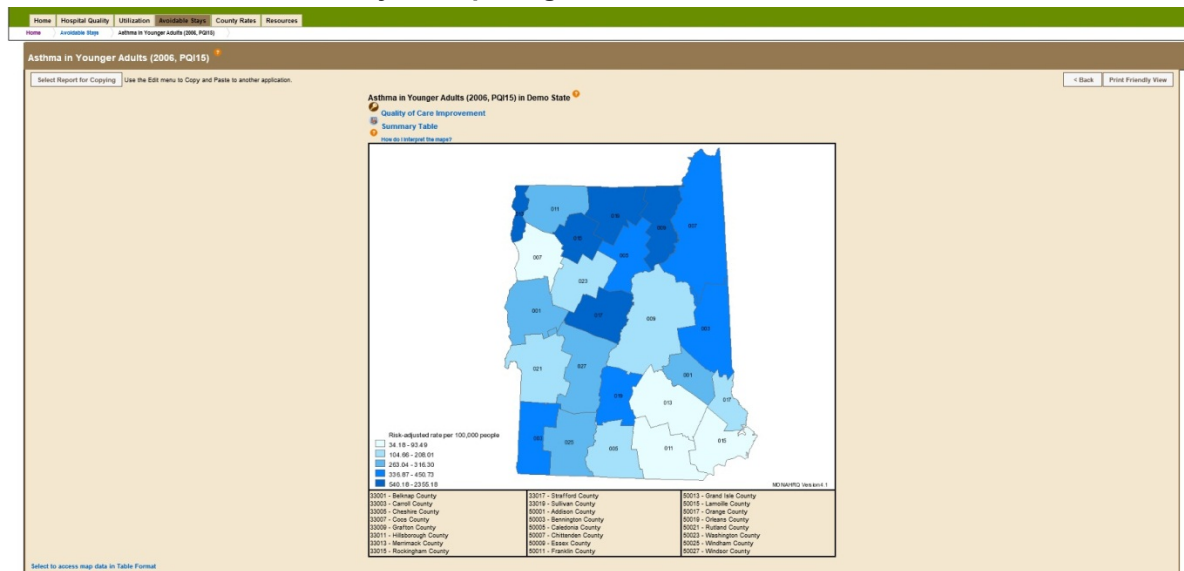 Home Hospital Quality Utilization Avoidable Stays County Rates Resources
Home Avoidable Stays Asthma in Younger Adults (2006, PQI15)
Asthma in Younger Adults (2006, PQI15)
Select Report for Copying Use the Edit menu to Copy and Paste to another application. < Back Print Friendly View
Asthma in Younger Adults (2006, PQI15) in Demo State
Quality of Care Improvement
Summary Table
How do I interpret the maps?
011
019
009
007
015
005
007
023
001
017
009
003
021
027
001
019
013
017
003
025
005
011
015
Risk-adjusted rate per 100,000 people
34.18 - 93.49
104.66 - 208.01
263.04 - 316.30
336.87 - 450.73
540.18 - 2355.18
MONAHRQ Version 4.1
33001 - Belknap County
33003 - Carroll County
33005 - Cheshire County
33007 - Coos County
33009 - Grafton County
33011 - Hillsborough County
33013 - Merrimack County
33015 - Rockingham County
33017 - Strafford County
33019 - Sullivan County
50001 - Addison County
50003 - Bennington County
50005 - Caledonia County
50007 - Chittenden County
50009 - Essex County
50011 - Franklin County
50013 - Grand Isle County
50015 - Lamoille County
50017 - Orange County
50019 - Orleans County
50021 - Rutland County
50023 - Washington County
50025 - Windham County
50027 - Windsor County
Select to access map data in Table Format